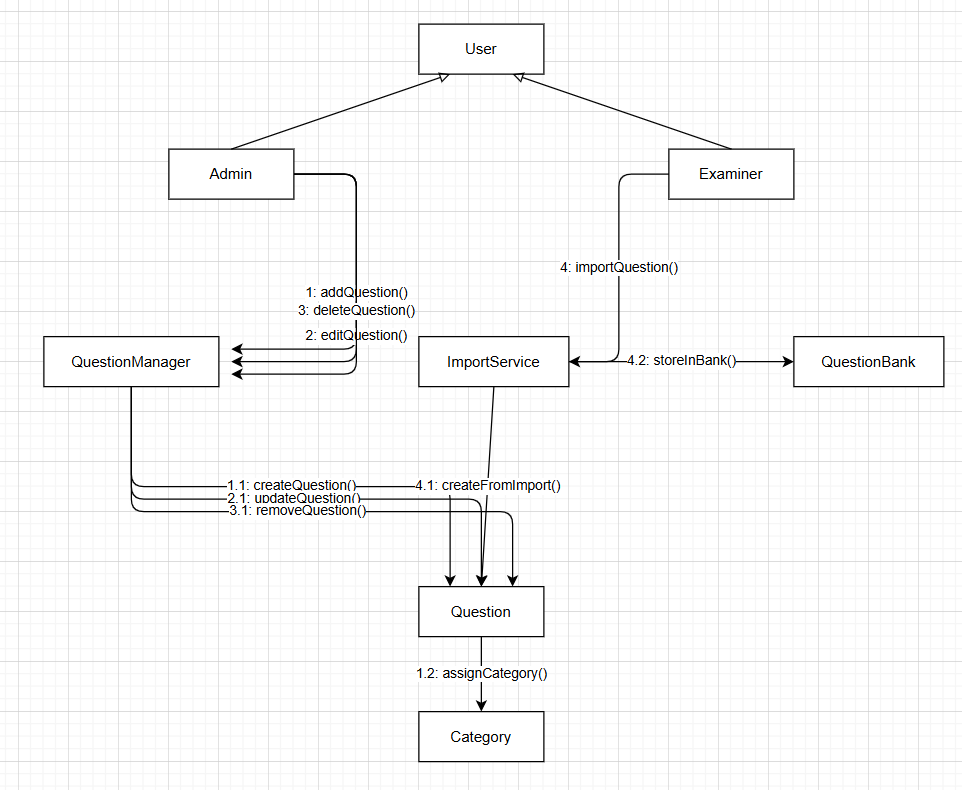 User
Admin
Examiner
4: importQuestion()
1: addQuestion()
3: deleteQuestion()
2: editQuestion()
QuestionManager
ImportService
4.2: storeInBank()
QuestionBank
1.1: createQuestion()
4.1: createFromImport()
2.1: updateQuestion()
3.1: removeQuestion()
Question
1.2: assignCategory()
Category